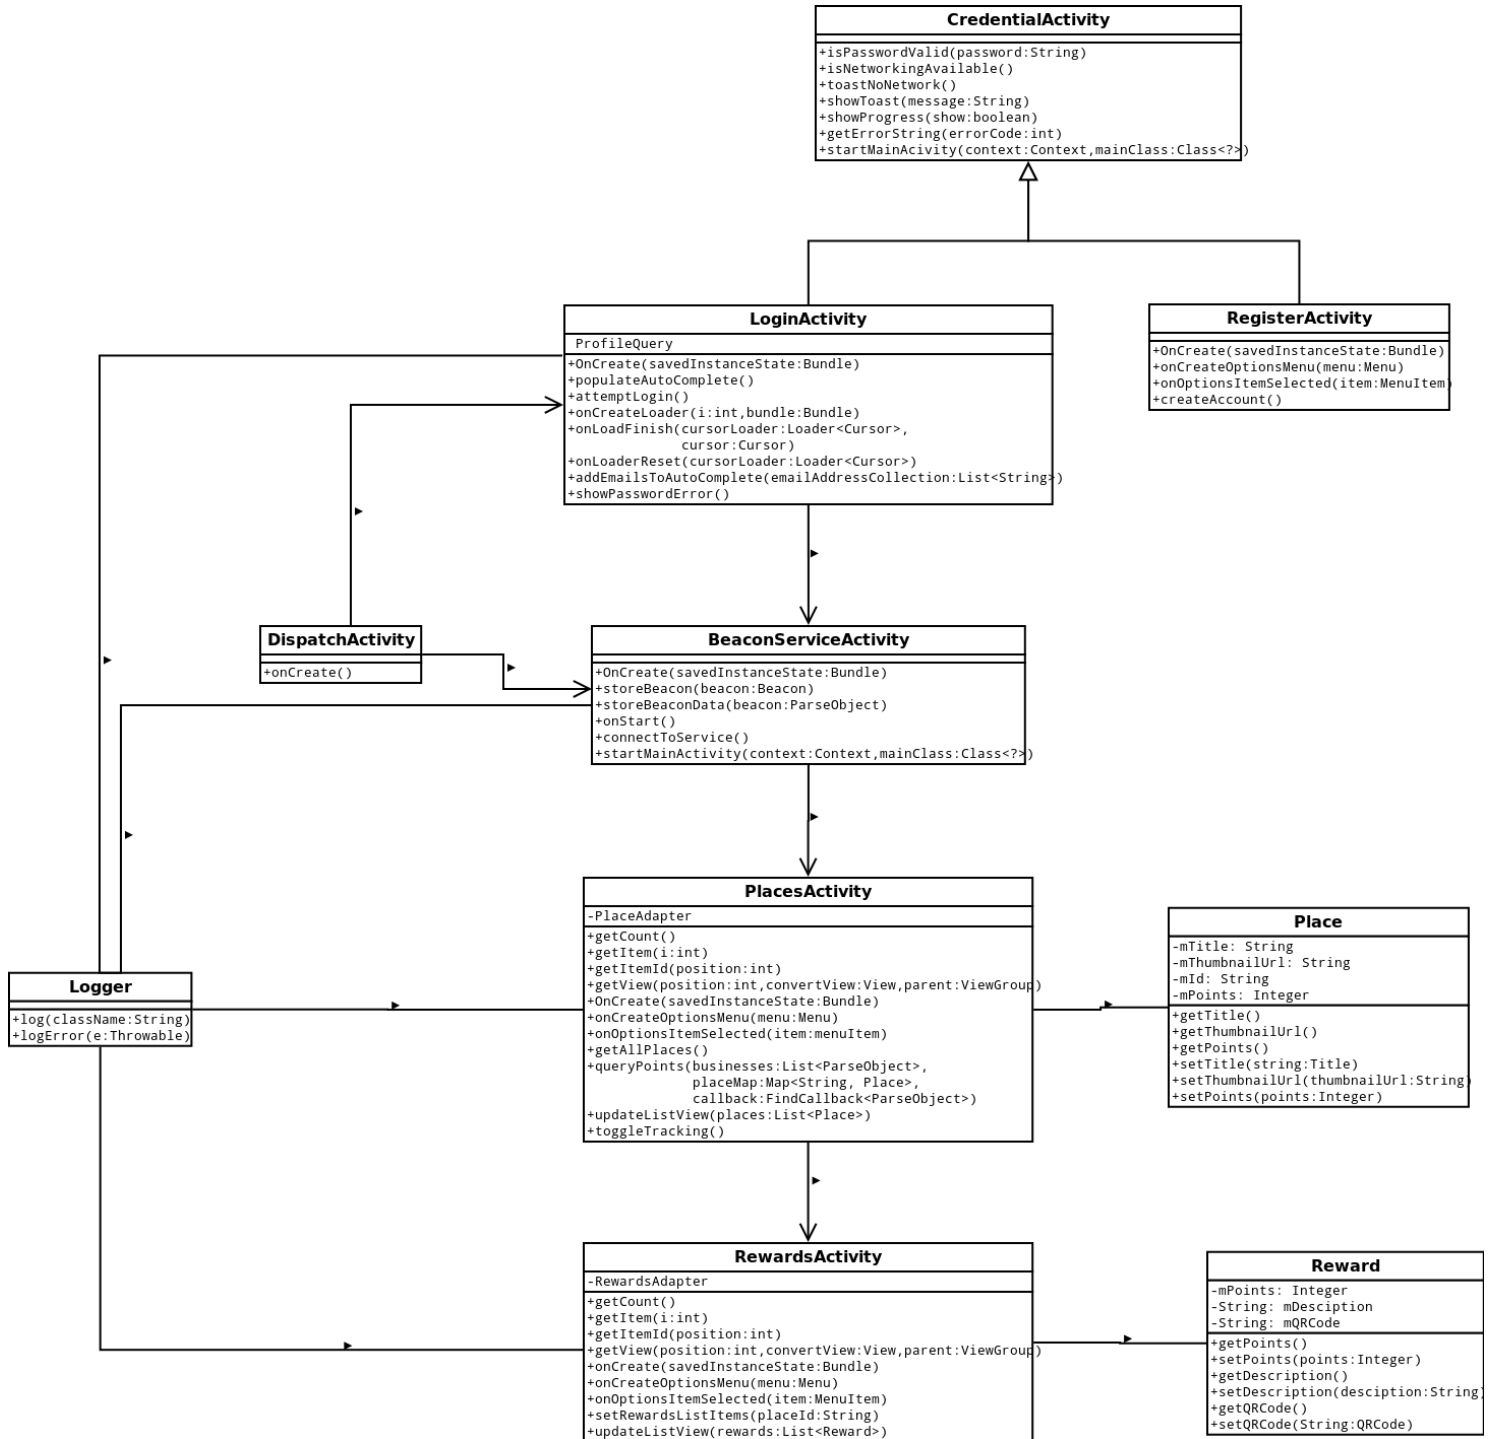 CredentialActivity
+isPasswordValid(password:String)
+isNetworkingAvailable()
+toastNoNetwork()
+showToast(message:String)
+showProgress(show:boolean)
+getErrorString(errorCode:int)
+startMainAcivity(context:Context,mainClass:Class<?>)
LoginActivity
ProfileQuery
+OnCreate(savedInstanceState:Bundle)
+populateAutoComplete()
+attemptLogin()
+onCreateLoader(i:int,bundle:Bundle)
+onLoadFinish(cursorLoader:Loader<Cursor>,
cursor:Cursor)
+onLoaderReset(cursorLoader:Loader<Cursor>)
+addEmailsToAutoComplete(emailAddressCollection:List<String>)
+showPasswordError()
RegisterActivity
+OnCreate(savedInstanceState:Bundle)
+onCreateOptionsMenu(menu:Menu)
+onOptionsItemSelected(item:MenuItem)
+createAccount()
DispatchActivity
+onCreate()
BeaconServiceActivity
+OnCreate(savedInstanceState:Bundle)
+storeBeacon(beacon:Beacon)
+storeBeaconData(beacon:ParseObject)
+onStart()
+connectToService()
+startMainActivity(context:Context,mainClass:Class<?>)
PlacesActivity
-PlaceAdapter
+getCount()
+getItem(i:int)
+getItemId(position:int)
+getView(position:int,convertView:View,parent:ViewGroup)
+OnCreate(savedInstanceState:Bundle)
+onCreateOptionsMenu(menu:Menu)
+onOptionsItemSelected(item:menuItem)
+getAllPlaces()
+queryPoints(businesses:List<ParseObject>,
placeMap:Map<String, Place>,
callback:FindCallback<ParseObject>)
+updateListView(places:List<Place>)
+toggleTracking()
Place
-mTitle: String
-mThumbnailUrl: String
-mId: String
-mPoints: Integer
+getTitle()
+getThumbnailUrl()
+getPoints()
+setTitle(string:Title)
+setThumbnailUrl(thumbnailUrl:String)
+setPoints(points:Integer)
Logger
+log(className:String)
+logError(e:Throwable)
RewardsActivity
-RewardsAdapter
+getCount()
+getItem(i:int)
+getItemId(position:int)
+getView(position:int,convertView:View,parent:ViewGroup)
+onCreate(savedInstanceState:Bundle)
+onCreateOptionsMenu(menu:Menu)
+onOptionsItemSelected(item:MenuItem)
+setRewardsListItems(placeId:String)
+updateListView(rewards:List<Reward>)
Reward
-mPoints: Integer
-String: mDesciption
-String: mQRCode
+getPoints()
+setPoints(points:Integer)
+getDescription()
+setDescription(desciption:String)
+getQRCode()
+setQRCode(String:QRCode)